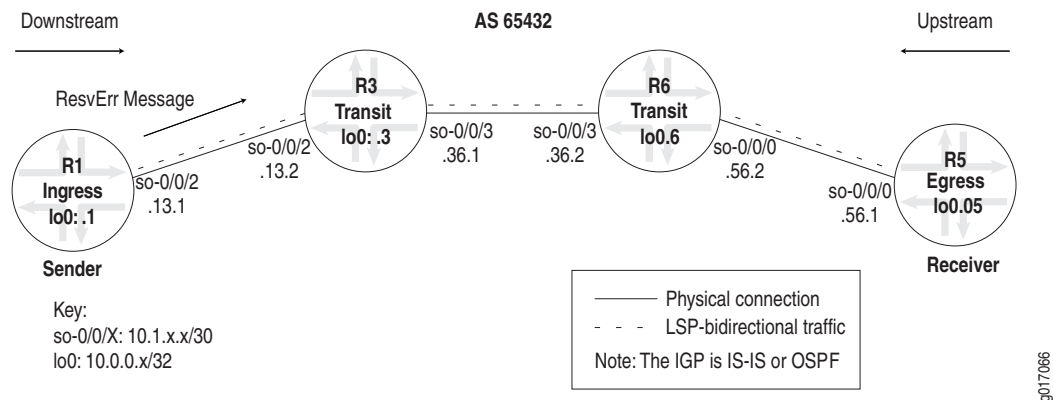 Downstream
AS 65432
Upstream
ResvErr Message
R3
Transit
lo0: .3
R6
Transit
lo0.6
so-0/0/2
.13.2
so-0/0/3
.36.1
so-0/0/3
.36.2
so-0/0/0
.56.2
R1
Ingress
lo0: .1
so-0/0/2
.13.1
so-0/0/0
.56.1
R5
Egress
lo0.05
Sender
Receiver
Key:
so-0/0/X: 10.1.x.x/30
lo0: 10.0.0.x/32
Physical connection
LSP-bidirectional traffic
Note: The IGP is IS-IS or OSPF
g017066